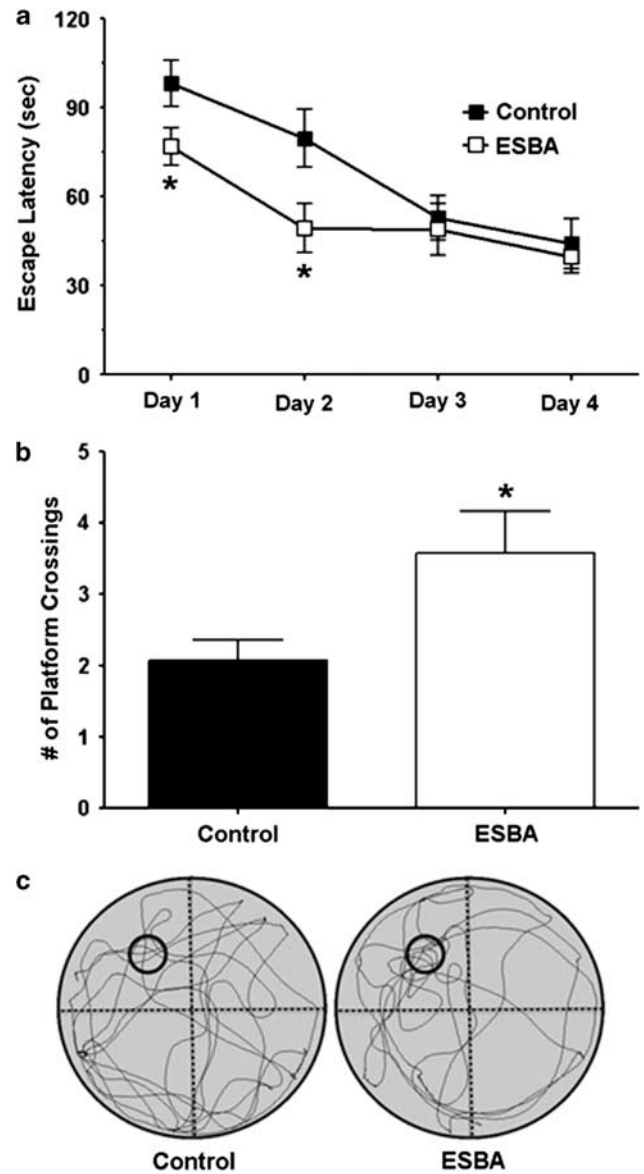 a
120
90
60
30
0
Escape Latency (sec)
Control
ESBA
*
*
Day 1 Day 2 Day 3 Day 4
b
5
4
3
2
1
0
# of Platform Crossings
*
Control ESBA
c
Control ESBA